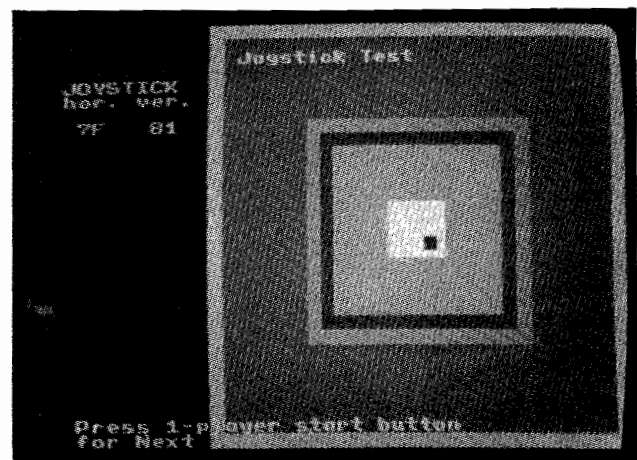 Joystick Test
JOYSTICK
hor. ver.
7F 81
Press 1-player start button
for Next